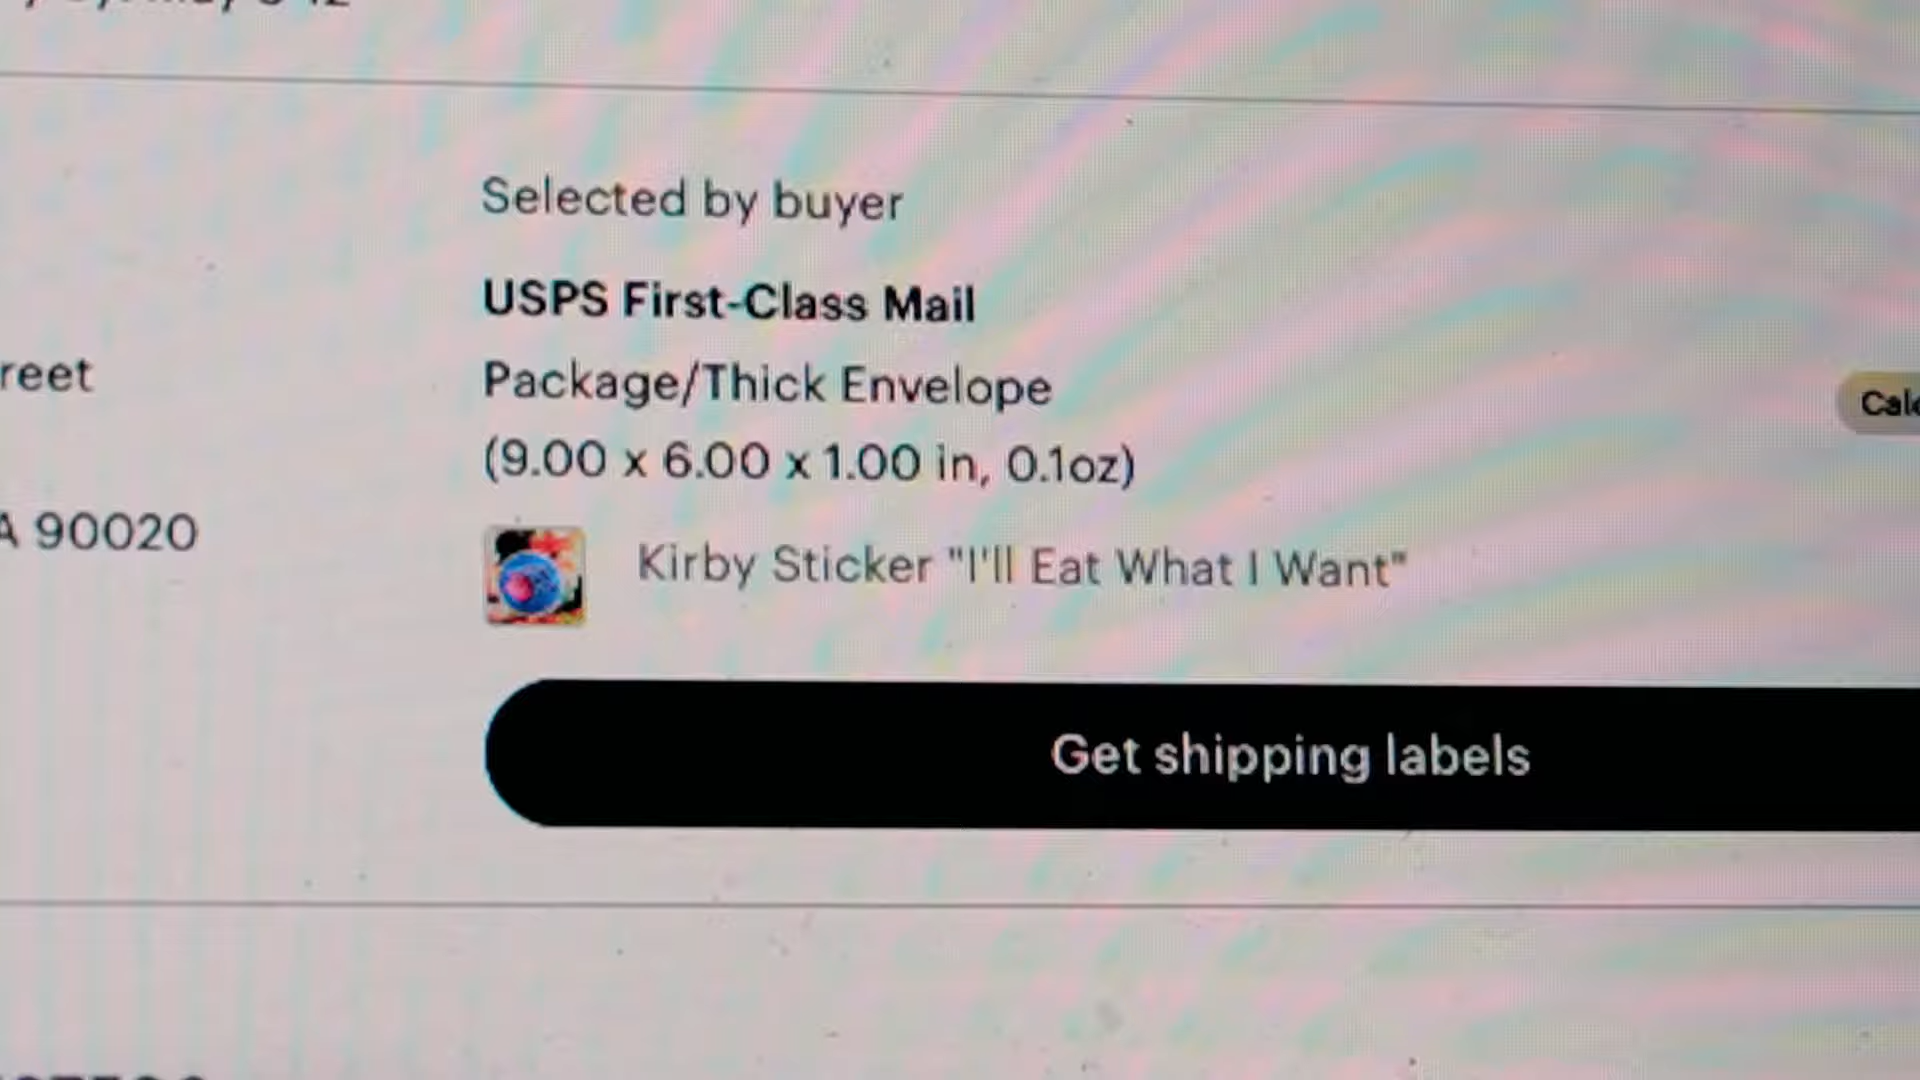 Selected by buyer
USPS First-Class Mail
reet
Package/Thick Envelope
Calc
(9.00 x 6.00 x 1.00 in, 0.1oz)
A 90020
Kirby Sticker "I'll Eat What I Want"
Get shipping labels